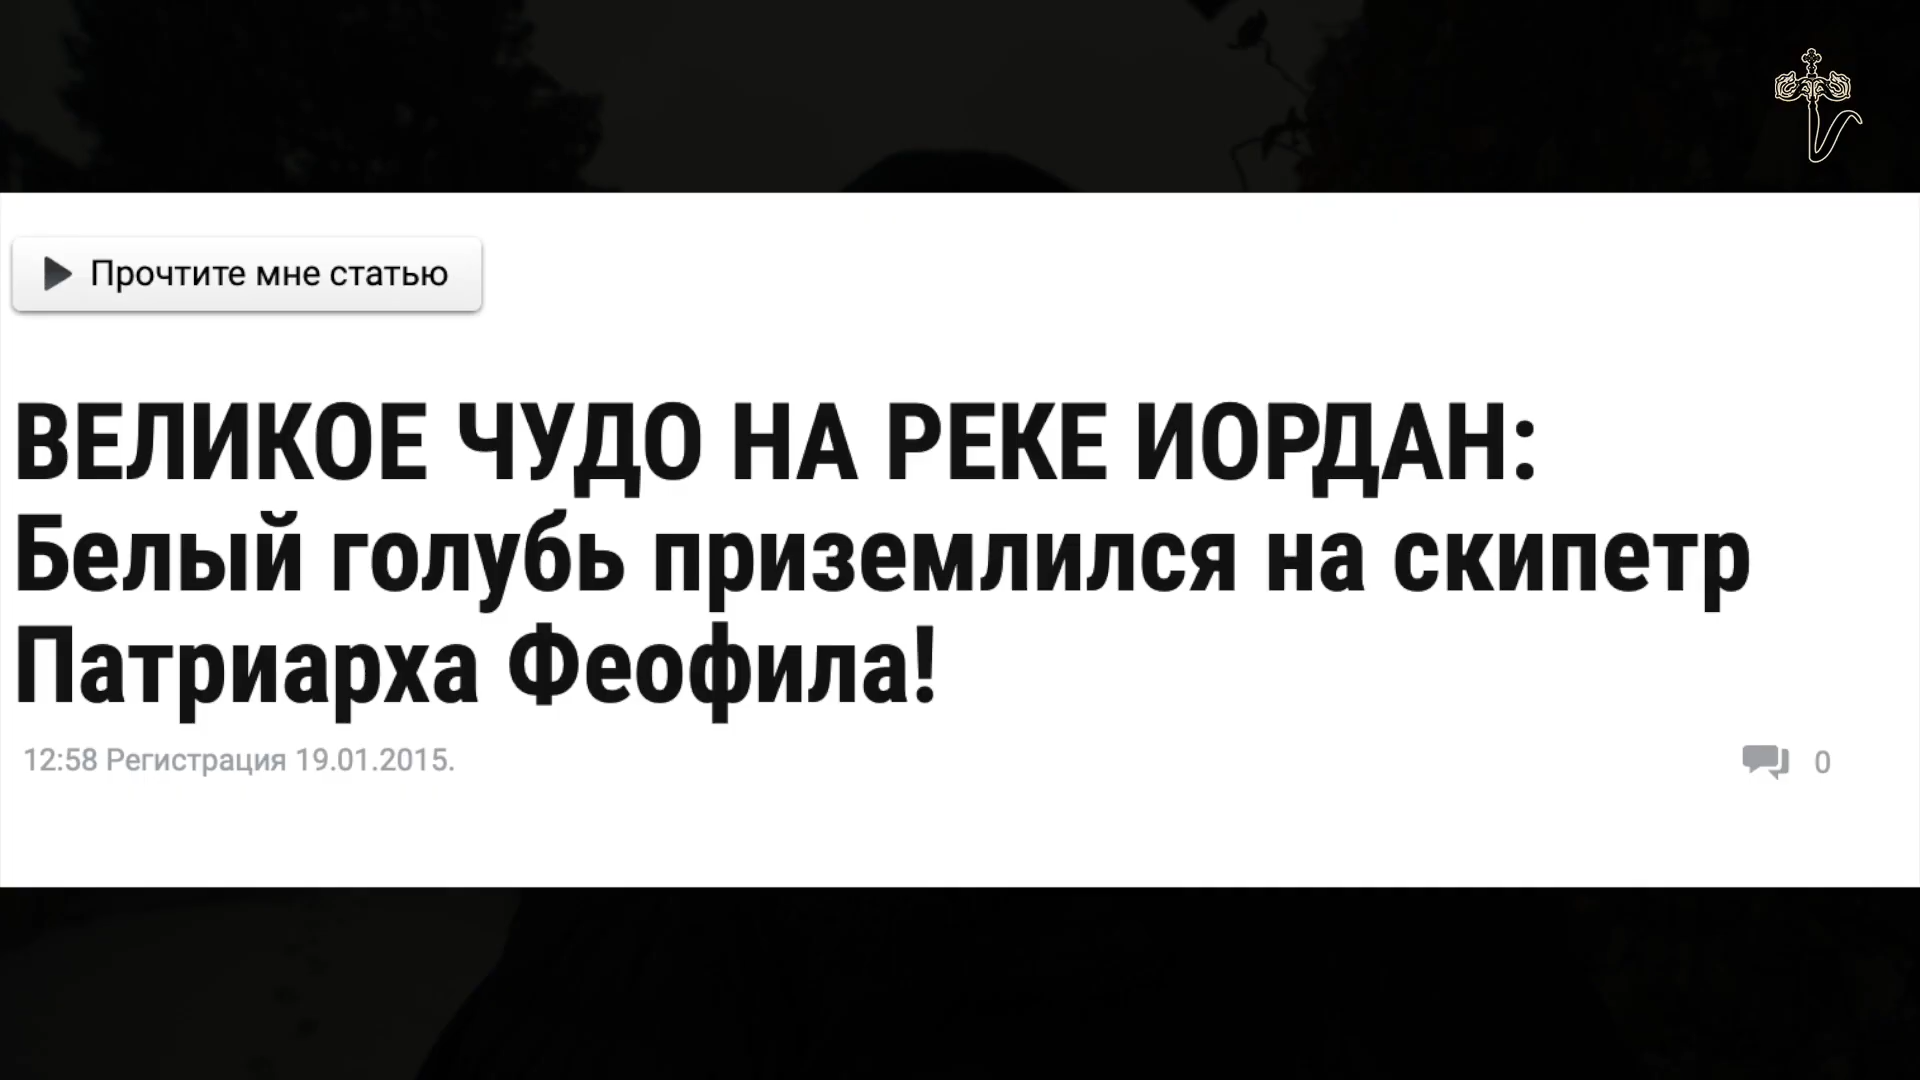 Прочтите мне статью
ВЕЛИКОЕ ЧУДО НА РЕКЕ ИОРДАН:
Белый голубь приземлился на скипетр
Патриарха Феофила!
12:58 Регистрация 19.01.2015.
0